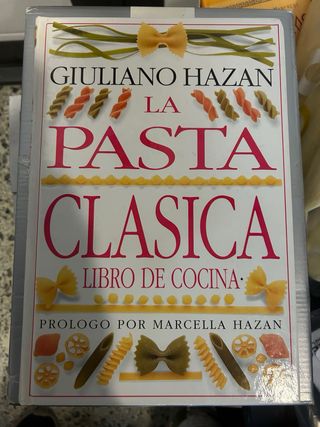 GIULIANO HAZAN
LA
PASTA
CLASICA
LIBRO DE COCINA
PROLOGO POR MARCELLA HAZAN